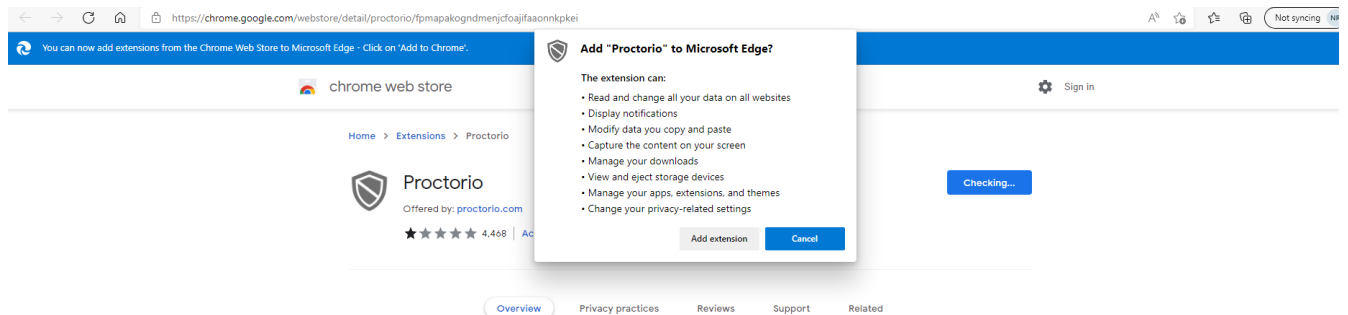 https://chrome.google.com/webstore/detail/proctorio/fpmapakogndmenjcfoajifaaonnkpkei
Not syncing
You can now add extensions from the Chrome Web Store to Microsoft Edge - Click on 'Add to Chrome'.
Add "Proctorio" to Microsoft Edge?
The extension can:
• Read and change all your data on all websites
• Display notifications
• Modify data you copy and paste
• Capture the content on your screen
• Manage your downloads
• View and eject storage devices
• Manage your apps, extensions, and themes
• Change your privacy-related settings
Add extension Cancel
chrome web store
Sign in
Home > Extensions > Proctorio
Proctorio
Offered by: proctorio.com
4,468 | Ac
Checking...
Overview Privacy practices Reviews Support Related